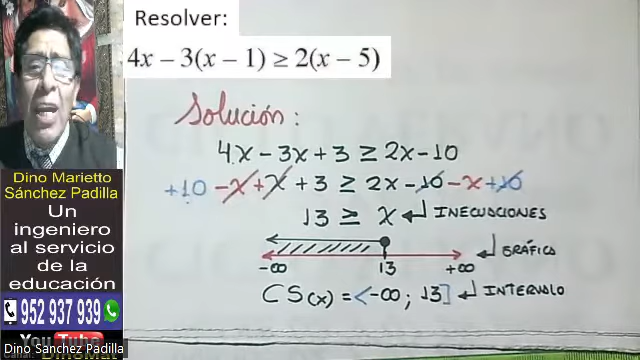 Resolver:
4x − 3(x − 1) ≥ 2(x − 5)
Solución:
4x − 3x + 3 ≥ 2x − 10
+10 − x + x + 3 ≥ 2x − 10 − x + 10
13 ≥ x ↲ INECUACIONES
↲ GRÁFICO
-∞ 13 +∞
CS(x) = <-∞ ; 13] ↲ INTERVALO
Dino Marietto
Sánchez Padilla
Un
ingeniero
al servicio
de la
educación
952 937 939
You Tube
Dino Sanchez Padilla